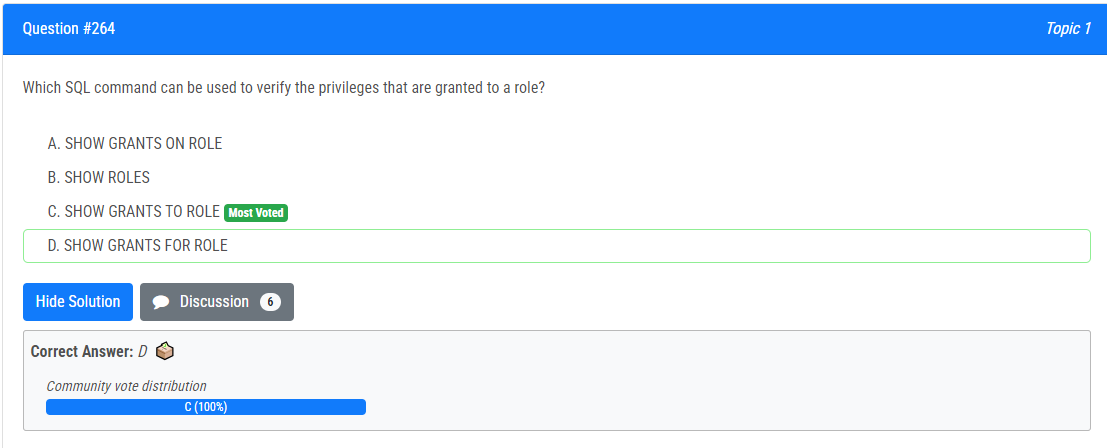 Question #264
Topic 1
Which SQL command can be used to verify the privileges that are granted to a role?
A. SHOW GRANTS ON ROLE
B. SHOW ROLES
C. SHOW GRANTS TO ROLE Most Voted
D. SHOW GRANTS FOR ROLE
Hide Solution
Discussion 6
Correct Answer: D
Community vote distribution
C (100%)